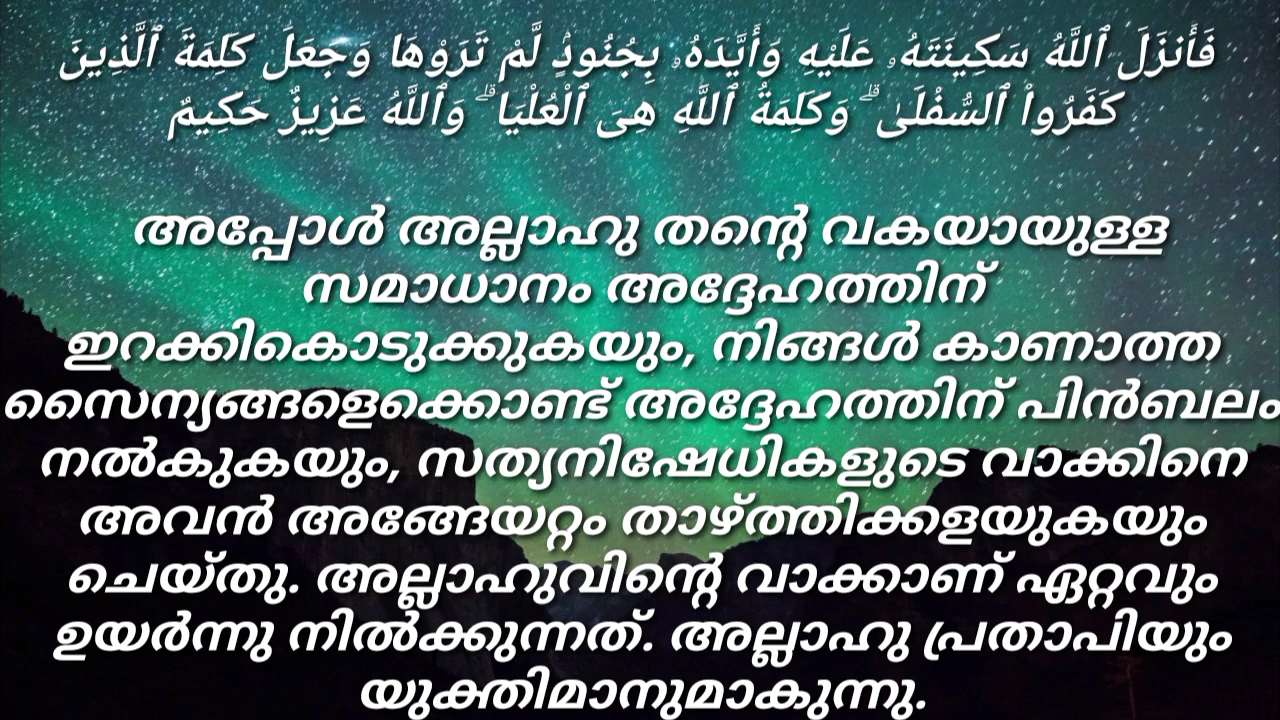 فَأَنزَلَ ٱللَّهُ سَكِينَتَهُۥ عَلَيْهِ وَأَيَّدَهُۥ بِجُنُودٍ لَّمْ تَرَوْهَا وَجَعَلَ كَلِمَةَ ٱلَّذِينَ
كَفَرُوا۟ ٱلسُّفْلَىٰ ۗ وَكَلِمَةُ ٱللَّهِ هِىَ ٱلْعُلْيَا ۗ وَٱللَّهُ عَزِيزٌ حَكِيمٌ
അപ്പോൾ അല്ലാഹു തന്റെ വകയായുള്ള
സമാധാനം അദ്ദേഹത്തിന്
ഇറക്കികൊടുക്കുകയും, നിങ്ങൾ കാണാത്ത
സൈന്യങ്ങളെക്കൊണ്ട് അദ്ദേഹത്തിന് പിൻബലം
നൽകുകയും, സത്യനിഷേധികളുടെ വാക്കിനെ
അവൻ അങ്ങേയറ്റം താഴ്ത്തിക്കളയുകയും
ചെയ്തു. അല്ലാഹുവിന്റെ വാക്കാണ് ഏറ്റവും
ഉയർന്നു നിൽക്കുന്നത്. അല്ലാഹു പ്രതാപിയും
യുക്തിമാനുമാകുന്നു.